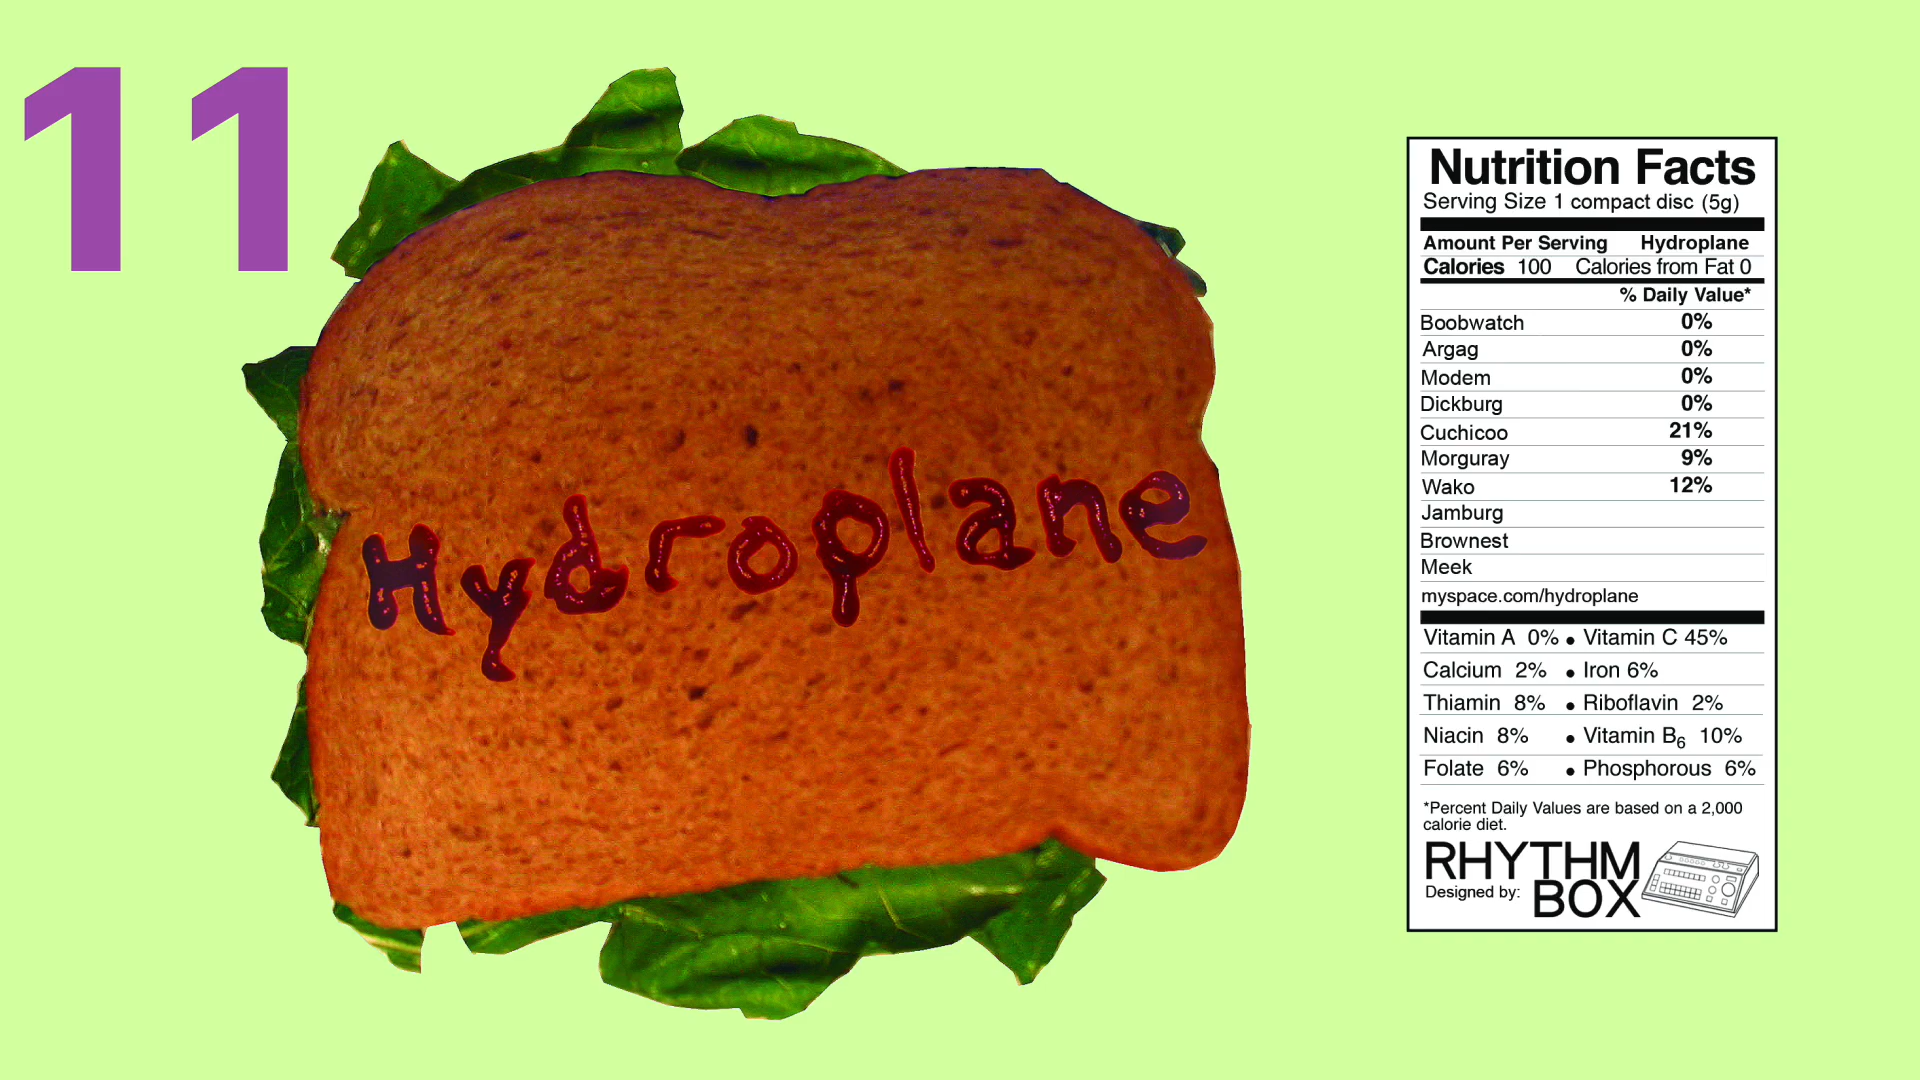 11
Hydroplane
Nutrition Facts
Serving Size 1 compact disc (5g)
Amount Per Serving Hydroplane
Calories 100 Calories from Fat 0
% Daily Value*
Boobwatch 0%
Argag 0%
Modem 0%
Dickburg 0%
Cuchicoo 21%
Morguray 9%
Wako 12%
Jamburg
Brownest
Meek
myspace.com/hydroplane
Vitamin A 0% • Vitamin C 45%
Calcium 2% • Iron 6%
Thiamin 8% • Riboflavin 2%
Niacin 8% • Vitamin B6 10%
Folate 6% • Phosphorous 6%
*Percent Daily Values are based on a 2,000
calorie diet.
RHYTHM
Designed by: BOX